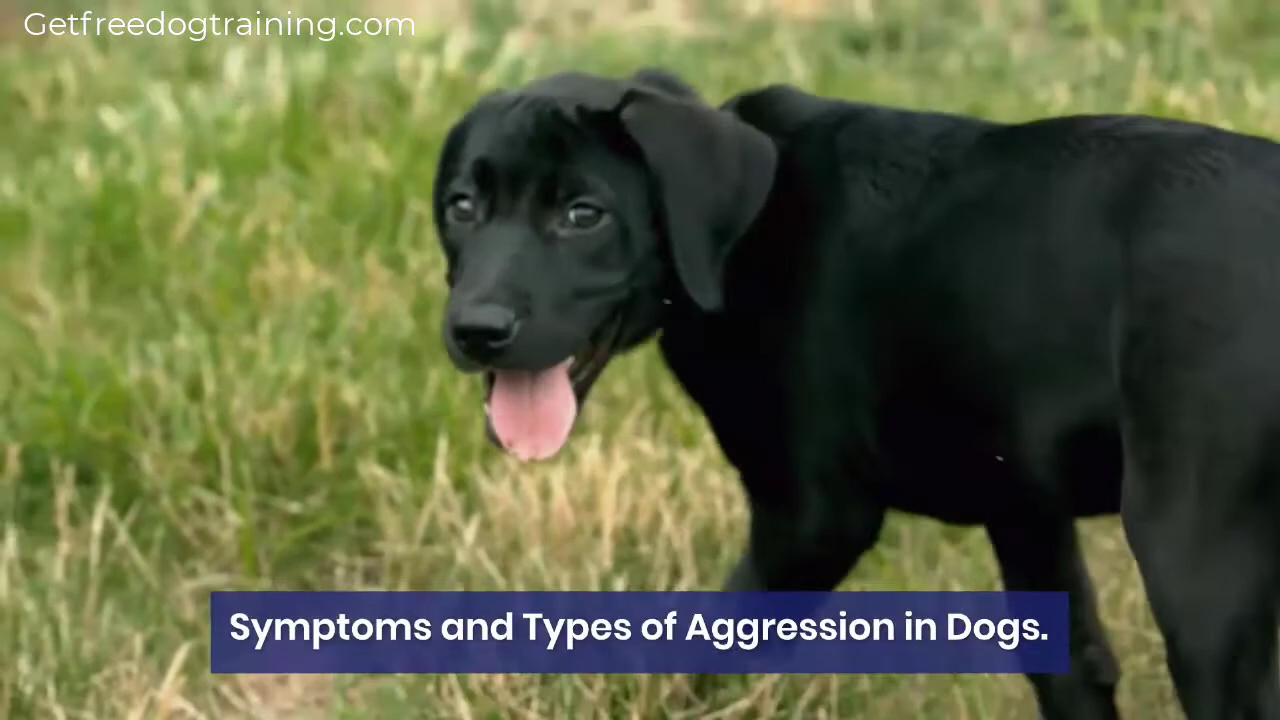 Getfreedogtraining.com
Symptoms and Types of Aggression in Dogs.